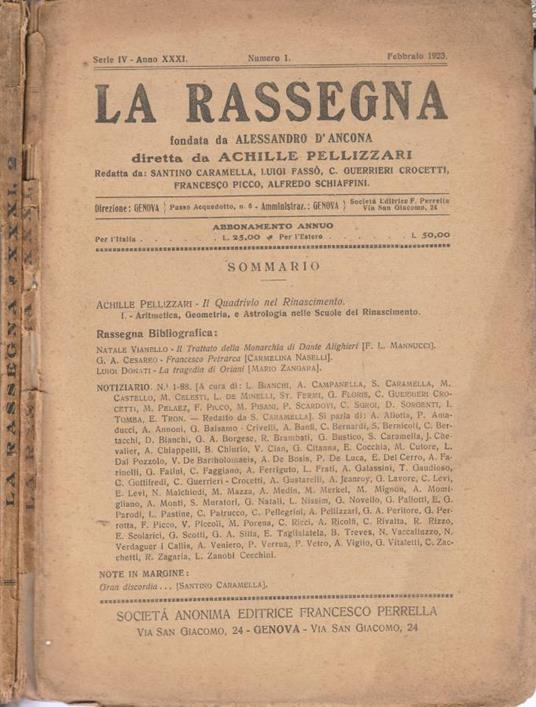 Serie IV - Anno XXXI.
Numero 1.
Febbraio 1923.
LA RASSEGNA
fondata da ALESSANDRO D'ANCONA
diretta da ACHILLE PELLIZZARI
Redatta da: SANTINO CARAMELLA, LUIGI FASSÒ, C. GUERRIERI CROCETTI,
FRANCESCO PICCO, ALFREDO SCHIAFFINI.
Direzione: GENOVA } Passo Acquedotto, n. 6 - Amministraz.: GENOVA } Società Editrice F. Perrella
Via San Giacomo, 24
ABBONAMENTO ANNUO
Per l'Italia . . . . . . . L. 25,00 Per l'Estero . . . . . . . L. 50,00
SOMMARIO
ACHILLE PELLIZZARI - Il Quadrivio nel Rinascimento.
I. - Aritmetica, Geometria, e Astrologia nelle Scuole del Rinascimento.
Rassegna Bibliografica:
NATALE VIANELLO - Il Trattato della Monarchia di Dante Alighieri [F. L. MANNUCCI].
G. A. CESAREO - Francesco Petrarca [CARMELINA NASELLI].
LUIGI DONATI - La tragedia di Oriani [MARIO ZANGARA].
NOTIZIARIO. N.i 1-88. [A cura di: L. BIANCHI, A. CAMPANELLA, S. CARAMELLA, M.
CASTELLO, M. CELESTI, L. DE MINELLI, ST. FERMI, G. FLORIS, C. GUERRIERI CRO-
CETTI, M. PELAEZ, F. PICCO, M. PISANI, P. SCARDOVI, C. SGROI, D. SORGENTI, I.
TOMBA, E. TRON. — Redatto da S. CARAMELLA]. Si parla di: A. Aliotta, P. Ama-
ducci, A. Annoni, G. Balsamo - Crivelli, A. Banfi, C. Bernardi, S. Bernicoli, C. Ber-
tacchi, D. Bianchi, G. A. Borgese, R. Brambati, G. Bustico, S. Caramella, J. Che-
valier, A. Chiappelli, B. Chiurlo, V. Cian, G. Citanna, E. Cocchia, M. Cutore, L.
Dal Pozzolo, V. De Bartholomaeis, A. De Bosis, P. De Luca, E. Del Cerro, A. Fa-
rinelli, G. Failni, C. Faggiano, A. Ferriguto, L. Frati, A. Galassini, T. Gaudioso,
C. Gottifredi, C. Guerrieri - Crocetti, A. Gustarelli, A. Jeanroy, G. Lavore, C. Levi,
E. Levi, N. Malchiodi, M. Mazza, A. Medin, M. Merkel, M. Mignon, A. Momi-
gliano, A. Monti, S. Muratori, G. Natali, L. Nissim, G. Novello, G. Pallotti, E. G.
Parodi, L. Pastine, C. Patrucco, C. Pellegrini, A. Pellizzari, G. A. Peritore, G. Per-
rotta, F. Picco, V. Piccoli, M. Porena, C. Ricci, A. Ricolfi, C. Rivalta, R. Rizzo,
E. Scolarici, G. Scotti, G. A. Sitta, E. Tagliaiatela, B. Treves, N. Vaccalluzzo, N.
Verdaguer i Callis, A. Veniero, P. Verrua, P. Vetro, A. Viglio, G. Vitaletti, C. Zac-
chetti, R. Zagaria, L. Zanobi Cecchini.
NOTE IN MARGINE:
Gran discordia . . . [SANTINO CARAMELLA].
SOCIETÀ ANONIMA EDITRICE FRANCESCO PERRELLA
VIA SAN GIACOMO, 24 - GENOVA - VIA SAN GIACOMO, 24
LA RASSEGNA XXXI. 2